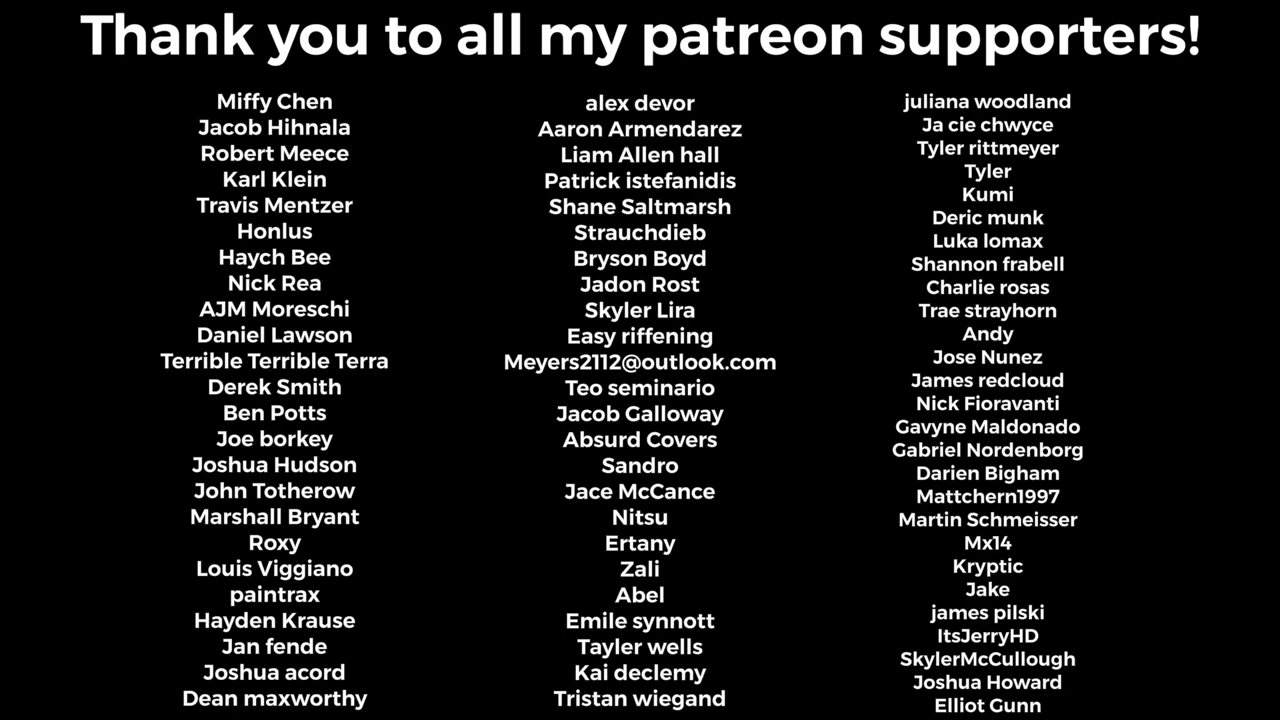 Thank you to all my patreon supporters!
Miffy Chen
Jacob Hihnala
Robert Meece
Karl Klein
Travis Mentzer
Honlus
Haych Bee
Nick Rea
AJM Moreschi
Daniel Lawson
Terrible Terrible Terra
Derek Smith
Ben Potts
Joe borkey
Joshua Hudson
John Totherow
Marshall Bryant
Roxy
Louis Viggiano
paintrax
Hayden Krause
Jan fende
Joshua acord
Dean maxworthy
alex devor
Aaron Armendarez
Liam Allen hall
Patrick istefanidis
Shane Saltmarsh
Strauchdieb
Bryson Boyd
Jadon Rost
Skyler Lira
Easy riffening
Meyers2112@outlook.com
Teo seminario
Jacob Galloway
Absurd Covers
Sandro
Jace McCance
Nitsu
Ertany
Zali
Abel
Emile synnott
Tayler wells
Kai declemy
Tristan wiegand
juliana woodland
Ja cie chwyce
Tyler rittmeyer
Tyler
Kumi
Deric munk
Luka lomax
Shannon frabell
Charlie rosas
Trae strayhorn
Andy
Jose Nunez
James redcloud
Nick Fioravanti
Gavyne Maldonado
Gabriel Nordenborg
Darien Bigham
Mattchern1997
Martin Schmeisser
Mx14
Kryptic
Jake
james pilski
ItsJerryHD
SkylerMcCullough
Joshua Howard
Elliot Gunn